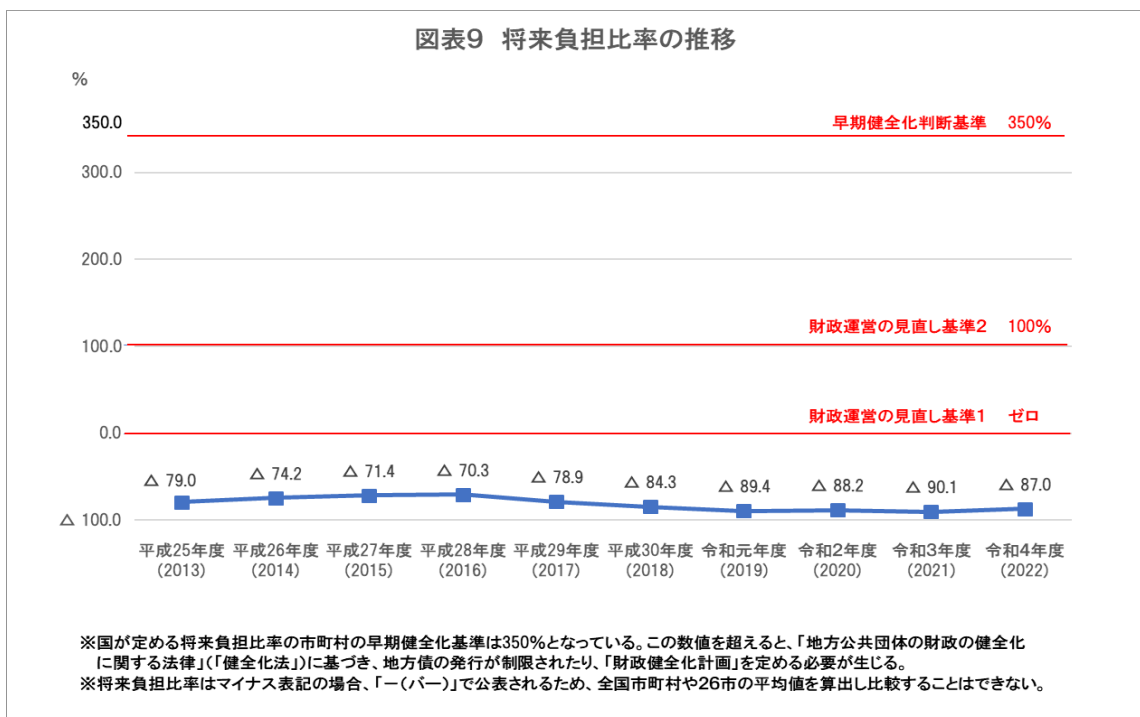 図表9 将来負担比率の推移
%
350.0
早期健全化判断基準 350%
300.0
200.0
財政運営の見直し基準2 100%
100.0
財政運営の見直し基準1 ゼロ
0.0
△ 79.0 △ 74.2 △ 71.4 △ 70.3 △ 78.9 △ 84.3 △ 89.4 △ 88.2 △ 90.1 △ 87.0
△ 100.0
平成25年度 平成26年度 平成27年度 平成28年度 平成29年度 平成30年度 令和元年度 令和2年度 令和3年度 令和4年度
(2013) (2014) (2015) (2016) (2017) (2018) (2019) (2020) (2021) (2022)
※国が定める将来負担比率の市町村の早期健全化基準は350%となっている。この数値を超えると、「地方公共団体の財政の健全化
に関する法律」(「健全化法」)に基づき、地方債の発行が制限されたり、「財政健全化計画」を定める必要が生じる。
※将来負担比率はマイナス表記の場合、「-(バー)」で公表されるため、全国市町村や26市の平均値を算出し比較することはできない。